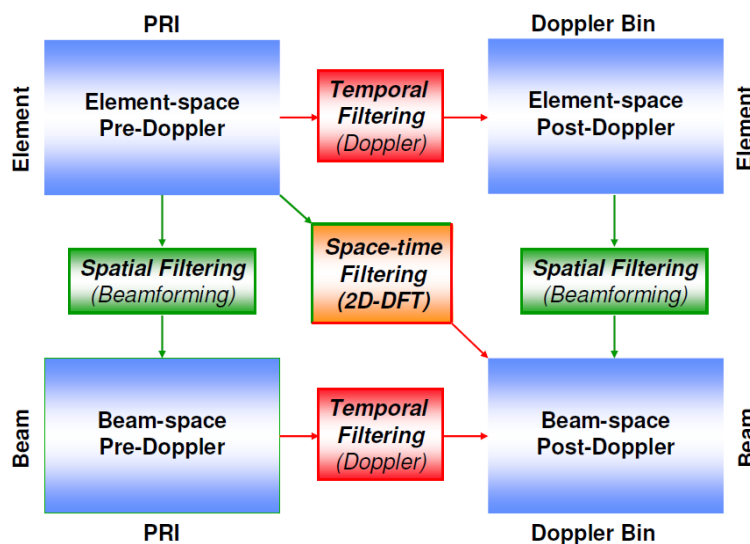 PRI
Doppler Bin
Element
Element-space
Pre-Doppler
Temporal
Filtering
(Doppler)
Element-space
Post-Doppler
Element
Spatial Filtering
(Beamforming)
Space-time
Filtering
(2D-DFT)
Spatial Filtering
(Beamforming)
Beam
Beam-space
Pre-Doppler
Temporal
Filtering
(Doppler)
Beam-space
Post-Doppler
Beam
PRI
Doppler Bin